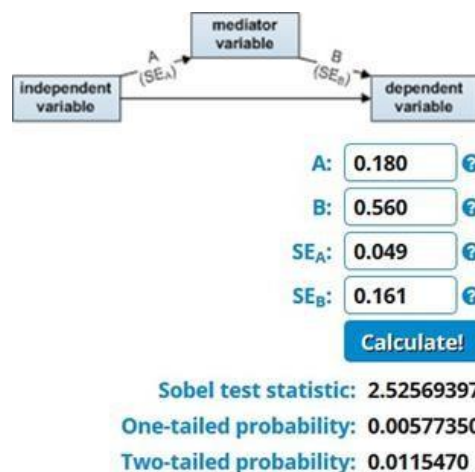 mediator
variable
A
(SEA)
B
(SEB)
independent
variable
dependent
variable
A: 0.180 ?
B: 0.560 ?
SEA: 0.049 ?
SEB: 0.161 ?
Calculate!
Sobel test statistic: 2.52569397
One-tailed probability: 0.00577350
Two-tailed probability: 0.0115470